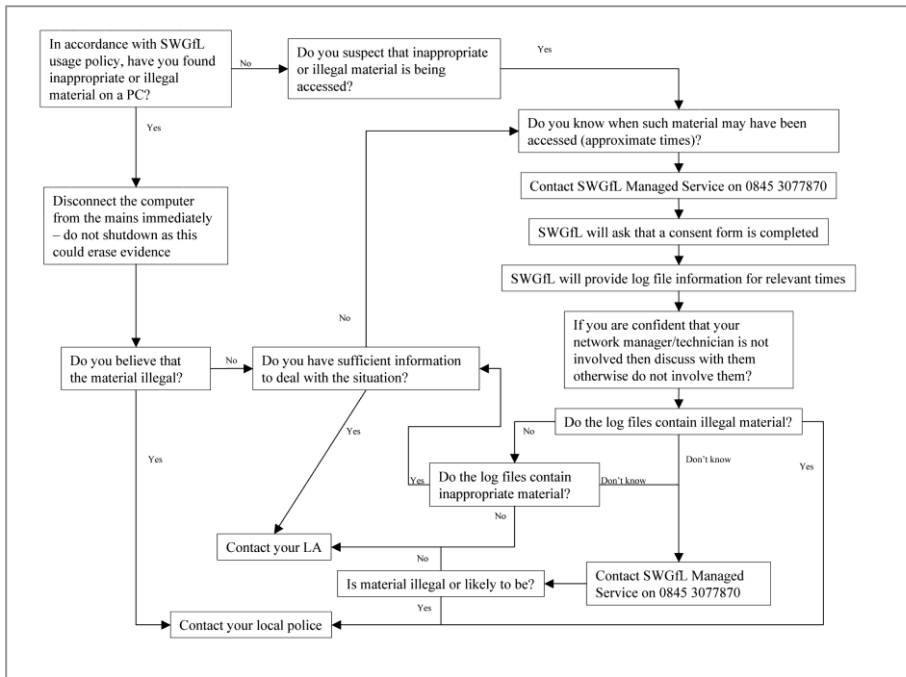 In accordance with SWGfL
usage policy, have you found
inappropriate or illegal
material on a PC?
No
Do you suspect that inappropriate
or illegal material is being
accessed?
Yes
Do you know when such material may have been
accessed (approximate times)?
Yes
Contact SWGfL Managed Service on 0845 3077870
Disconnect the computer
from the mains immediately
– do not shutdown as this
could erase evidence
SWGfL will ask that a consent form is completed
SWGfL will provide log file information for relevant times
No
If you are confident that your
network manager/technician is not
involved then discuss with them
otherwise do not involve them?
Do you believe that
the material illegal?
No
Do you have sufficient information
to deal with the situation?
Do the log files contain illegal material?
Yes
No
Don't know
Yes
Yes
Do the log files contain
inappropriate material?
Yes
Don't know
No
Contact your LA
No
Is material illegal or likely to be?
Contact SWGfL Managed
Service on 0845 3077870
Yes
Contact your local police